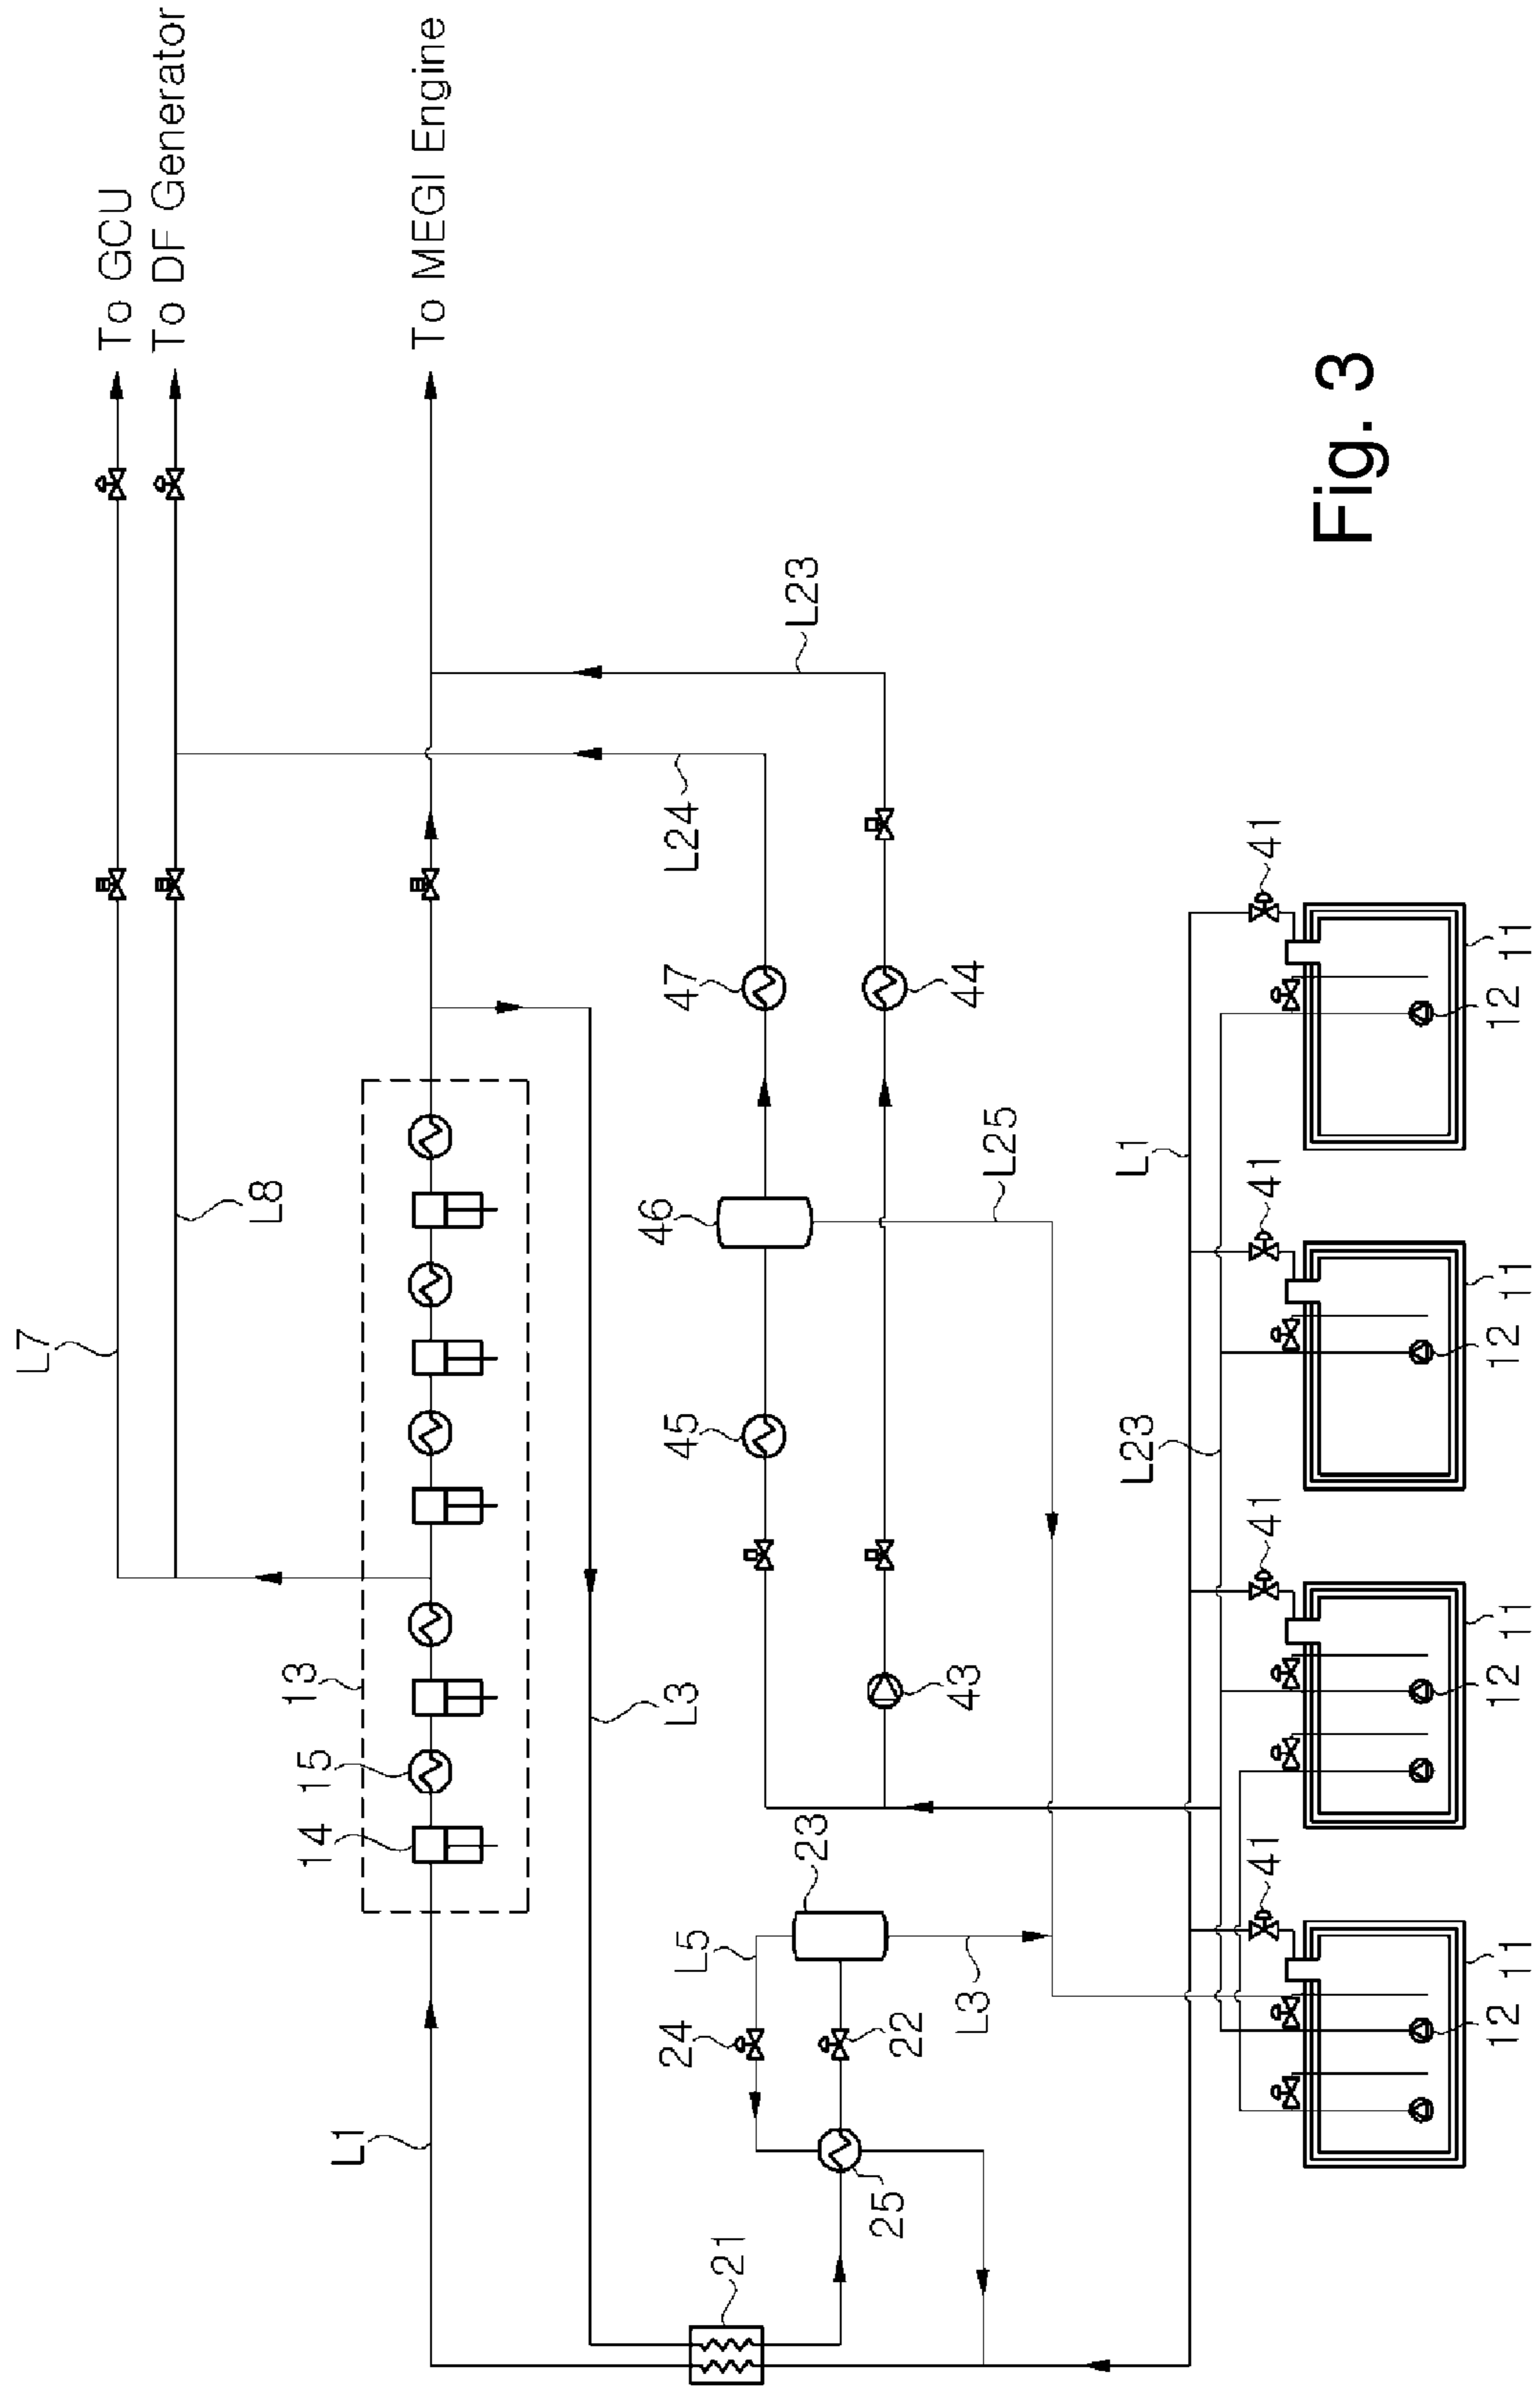 L7
To GCU
To DF Generator
L8
14
15
13
L1
To MEGI Engine
24
L5
L3
45
46
47
L24
21
23
L23
25
22
43
44
L3
L25
L23
L1
41
41
41
41
Fig. 3
12
11
12
11
12
11
12
11